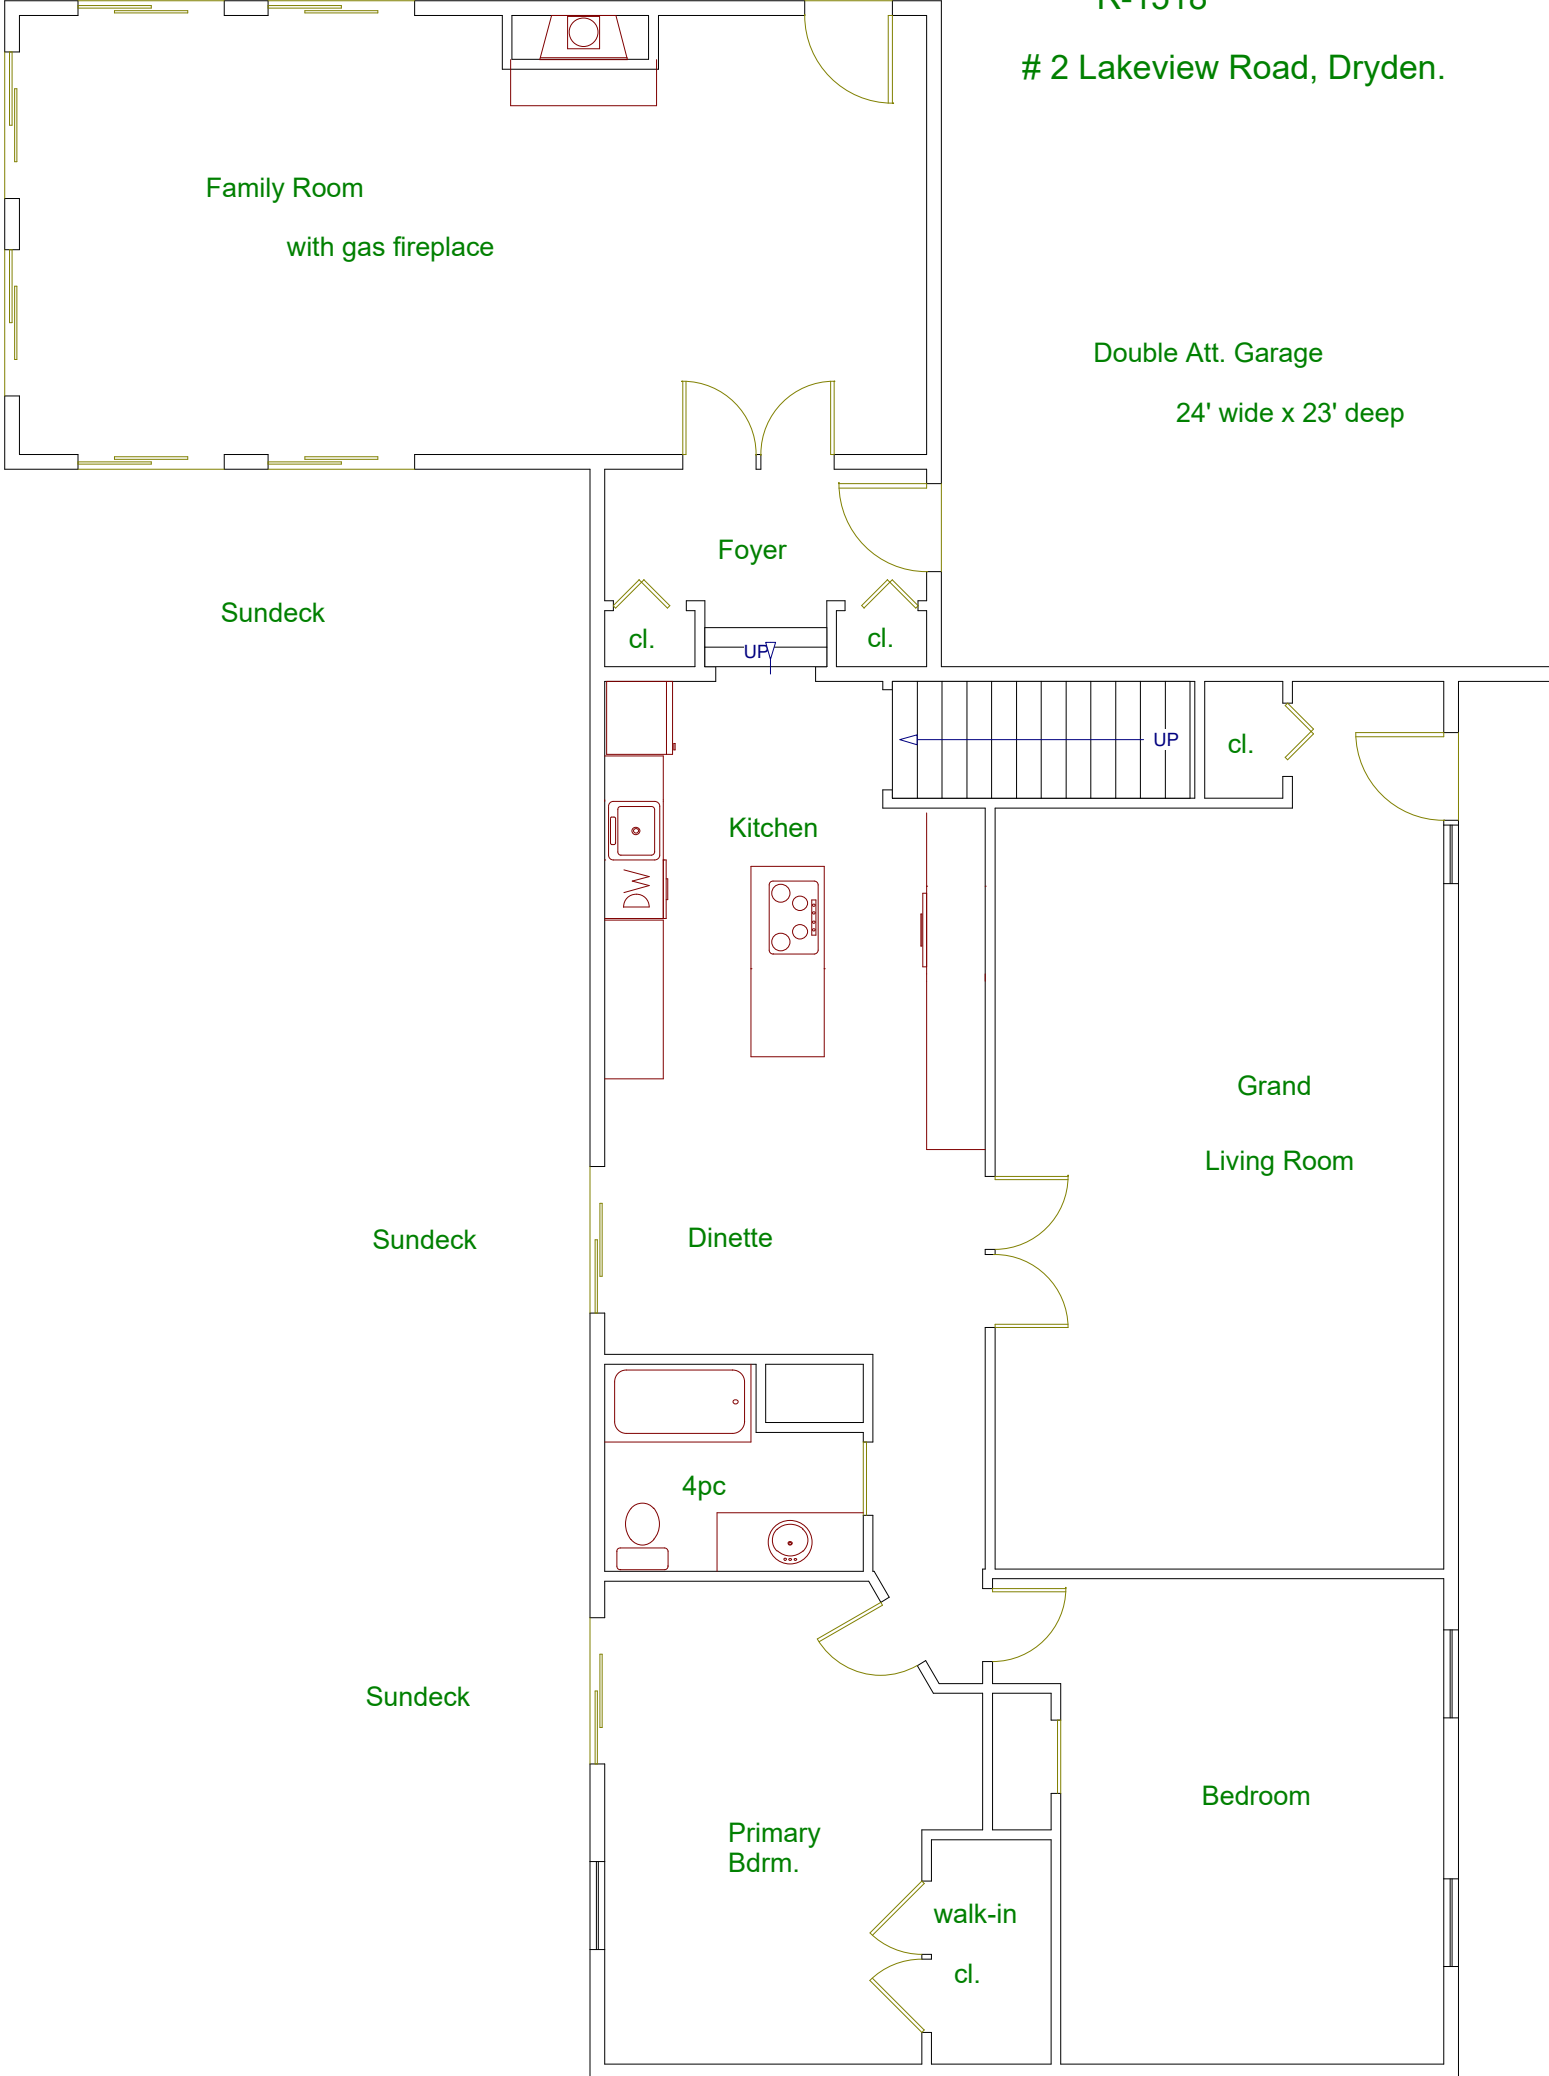 # 2 Lakeview Road, Dryden.
Family Room
with gas fireplace
Double Att. Garage
24' wide x 23' deep
Foyer
Sundeck
cl.
cl.
UP
UP
cl.
Kitchen
DW
Grand
Living Room
Sundeck
Dinette
4pc
Sundeck
Bedroom
Primary
Bdrm.
walk-in
cl.